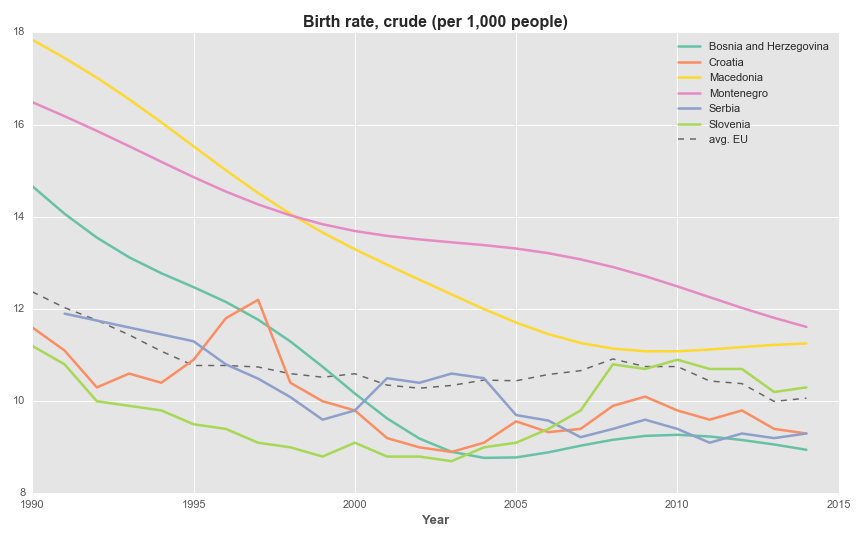 Birth rate, crude (per 1,000 people)
18
16
14
12
10
8
Bosnia and Herzegovina
Croatia
Macedonia
Montenegro
Serbia
Slovenia
avg. EU
1990 1995 2000 2005 2010 2015
Year